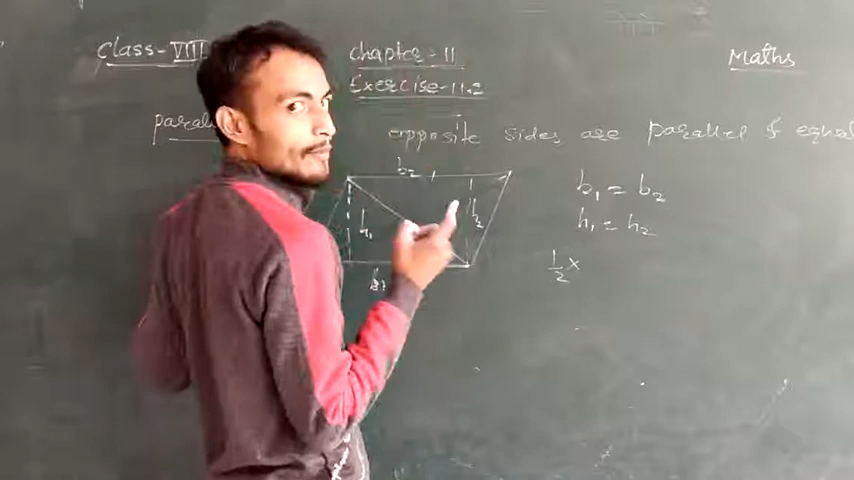 Class-VIII chapter-11 Maths
Exercise-11.2
opposite sides are parallel & equal
b₂
h₁ h₂
b₁ = b₂
h₁ = h₂
1/2 x